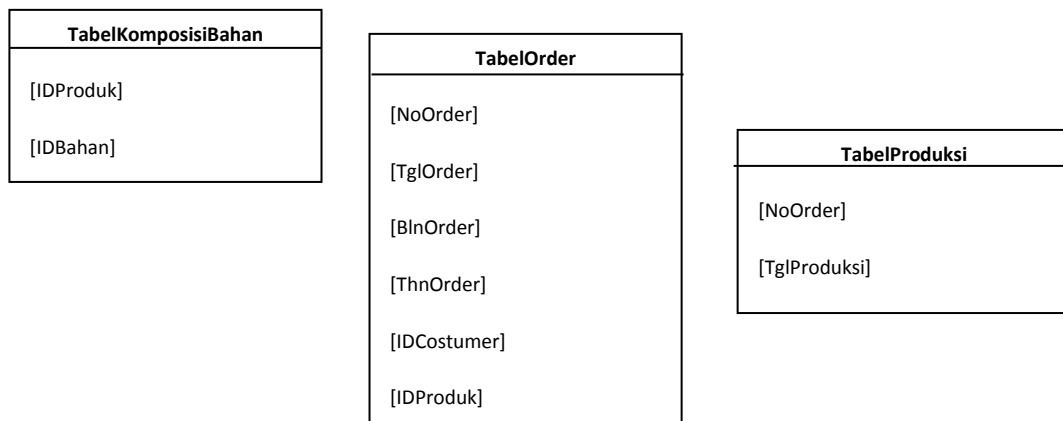 TabelKomposisiBahan
[IDProduk]
[IDBahan]
TabelOrder
[NoOrder]
[TglOrder]
[BlnOrder]
[ThnOrder]
[IDCostumer]
[IDProduk]
TabelProduksi
[NoOrder]
[TglProduksi]